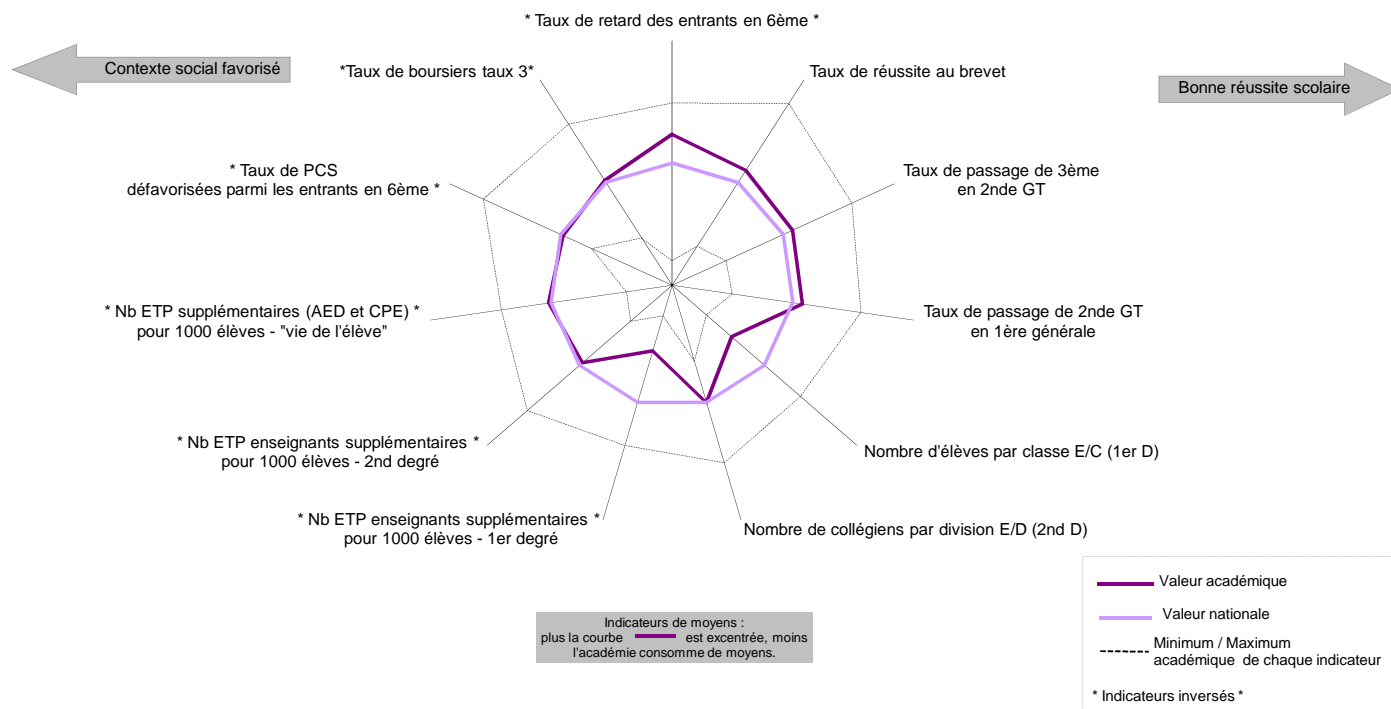 * Taux de retard des entrants en 6ème *
Contexte social favorisé
*Taux de boursiers taux 3*
Taux de réussite au brevet
Bonne réussite scolaire
* Taux de PCS
défavorisées parmi les entrants en 6ème *
Taux de passage de 3ème
en 2nde GT
* Nb ETP supplémentaires (AED et CPE) *
pour 1000 élèves - "vie de l'élève"
Taux de passage de 2nde GT
en 1ère générale
* Nb ETP enseignants supplémentaires *
pour 1000 élèves - 2nd degré
Nombre d'élèves par classe E/C (1er D)
* Nb ETP enseignants supplémentaires *
pour 1000 élèves - 1er degré
Nombre de collégiens par division E/D (2nd D)
Indicateurs de moyens :
plus la courbe est excentrée, moins
l'académie consomme de moyens.
Valeur académique
Valeur nationale
Minimum / Maximum
académique de chaque indicateur
* Indicateurs inversés *